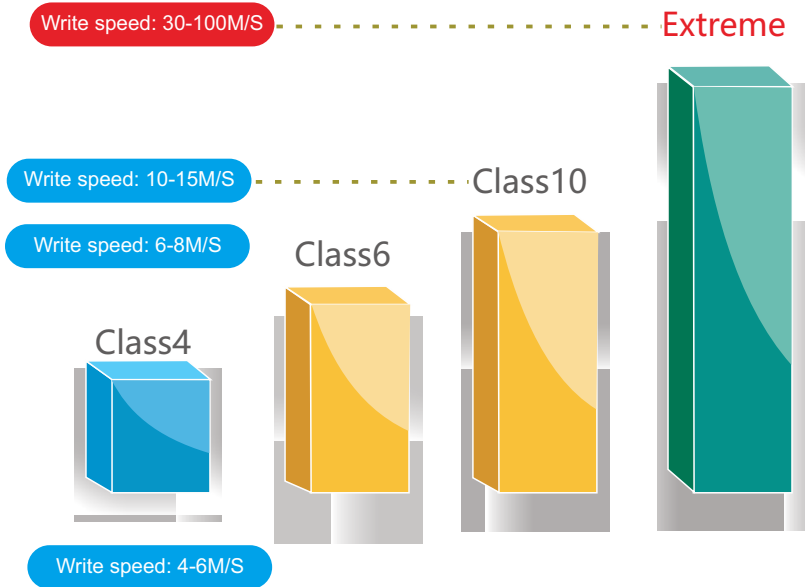 Write speed: 30-100M/S
Extreme
Write speed: 10-15M/S
Class10
Write speed: 6-8M/S
Class6
Class4
Write speed: 4-6M/S